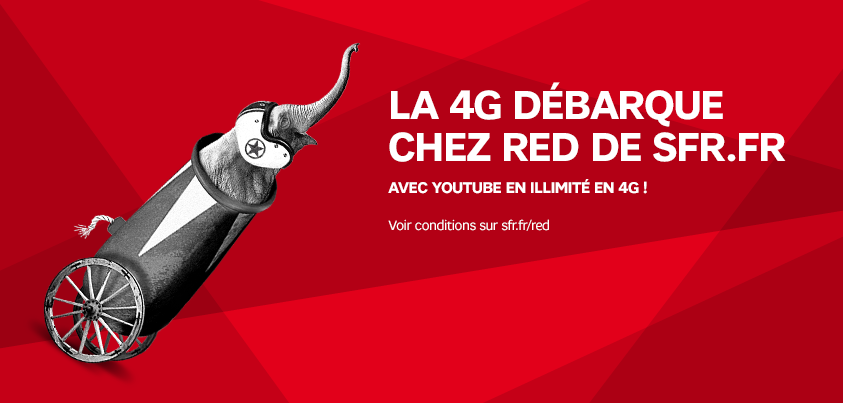 LA 4G DÉBARQUE
CHEZ RED DE SFR.FR
AVEC YOUTUBE EN ILLIMITÉ EN 4G !
Voir conditions sur sfr.fr/red